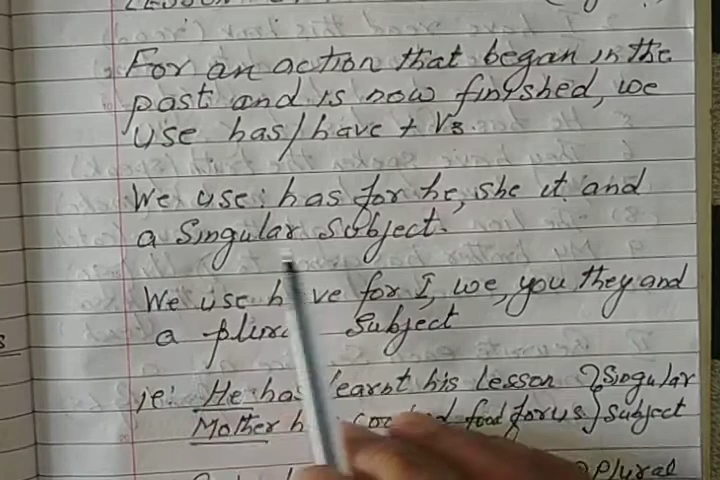 For an action that began in the
past and is now finished, we
use has/have + V3.
We use: has for he, she it and
a Singular Subject.
We use have for I, we, you they and
a Subject
ie: He has learnt his Lesson } Singular
Mother food for us } Subject
Plural